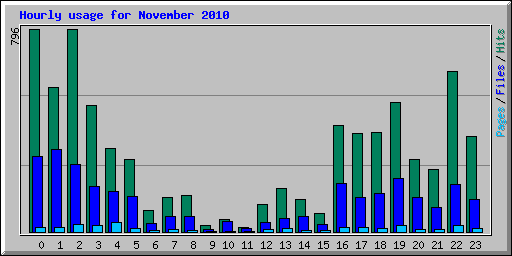 Hourly usage for November 2010
796
Pages/Files/Hits
0 1 2 3 4 5 6 7 8 9 10 11 12 13 14 15 16 17 18 19 20 21 22 23